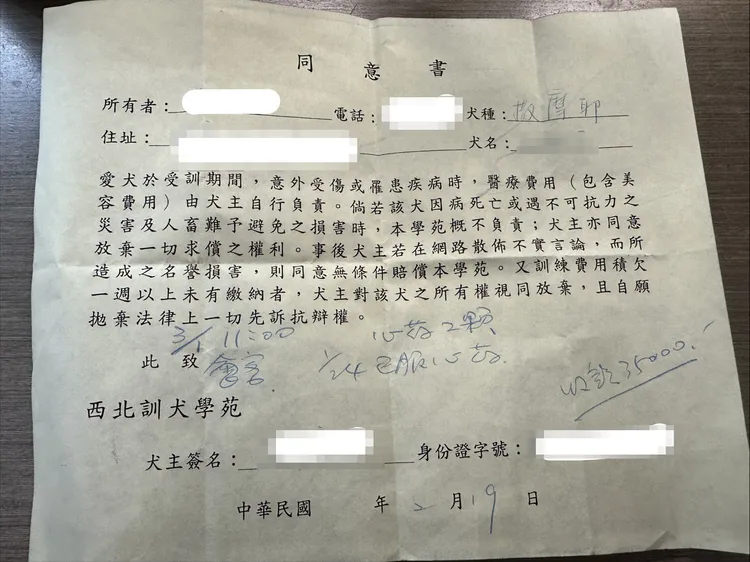 同意書
所有者：　電話：　犬種：薩摩耶
住址：　犬名：
愛犬於受訓期間，意外受傷或罹患疾病時，醫療費用（包含美
容費用）由犬主自行負責。倘若該犬因病死亡或遇不可抗力之
災害及人畜難予避免之損害時，本學苑概不負責；犬主亦同意
放棄一切求償之權利。事後犬主若在網路散佈不實言論，而所
造成之名譽損害，則同意無條件賠償本學苑。又訓練費用積欠
一週以上未有繳納者，犬主對該犬之所有權視同放棄，且自願
拋棄法律上一切先訴抗辯權。
3/1 11:00　心药2顆
此致　會客　1/24已服心药.
收款35000.
西北訓犬學苑
犬主簽名：　身份證字號：
中華民國　年2月19日